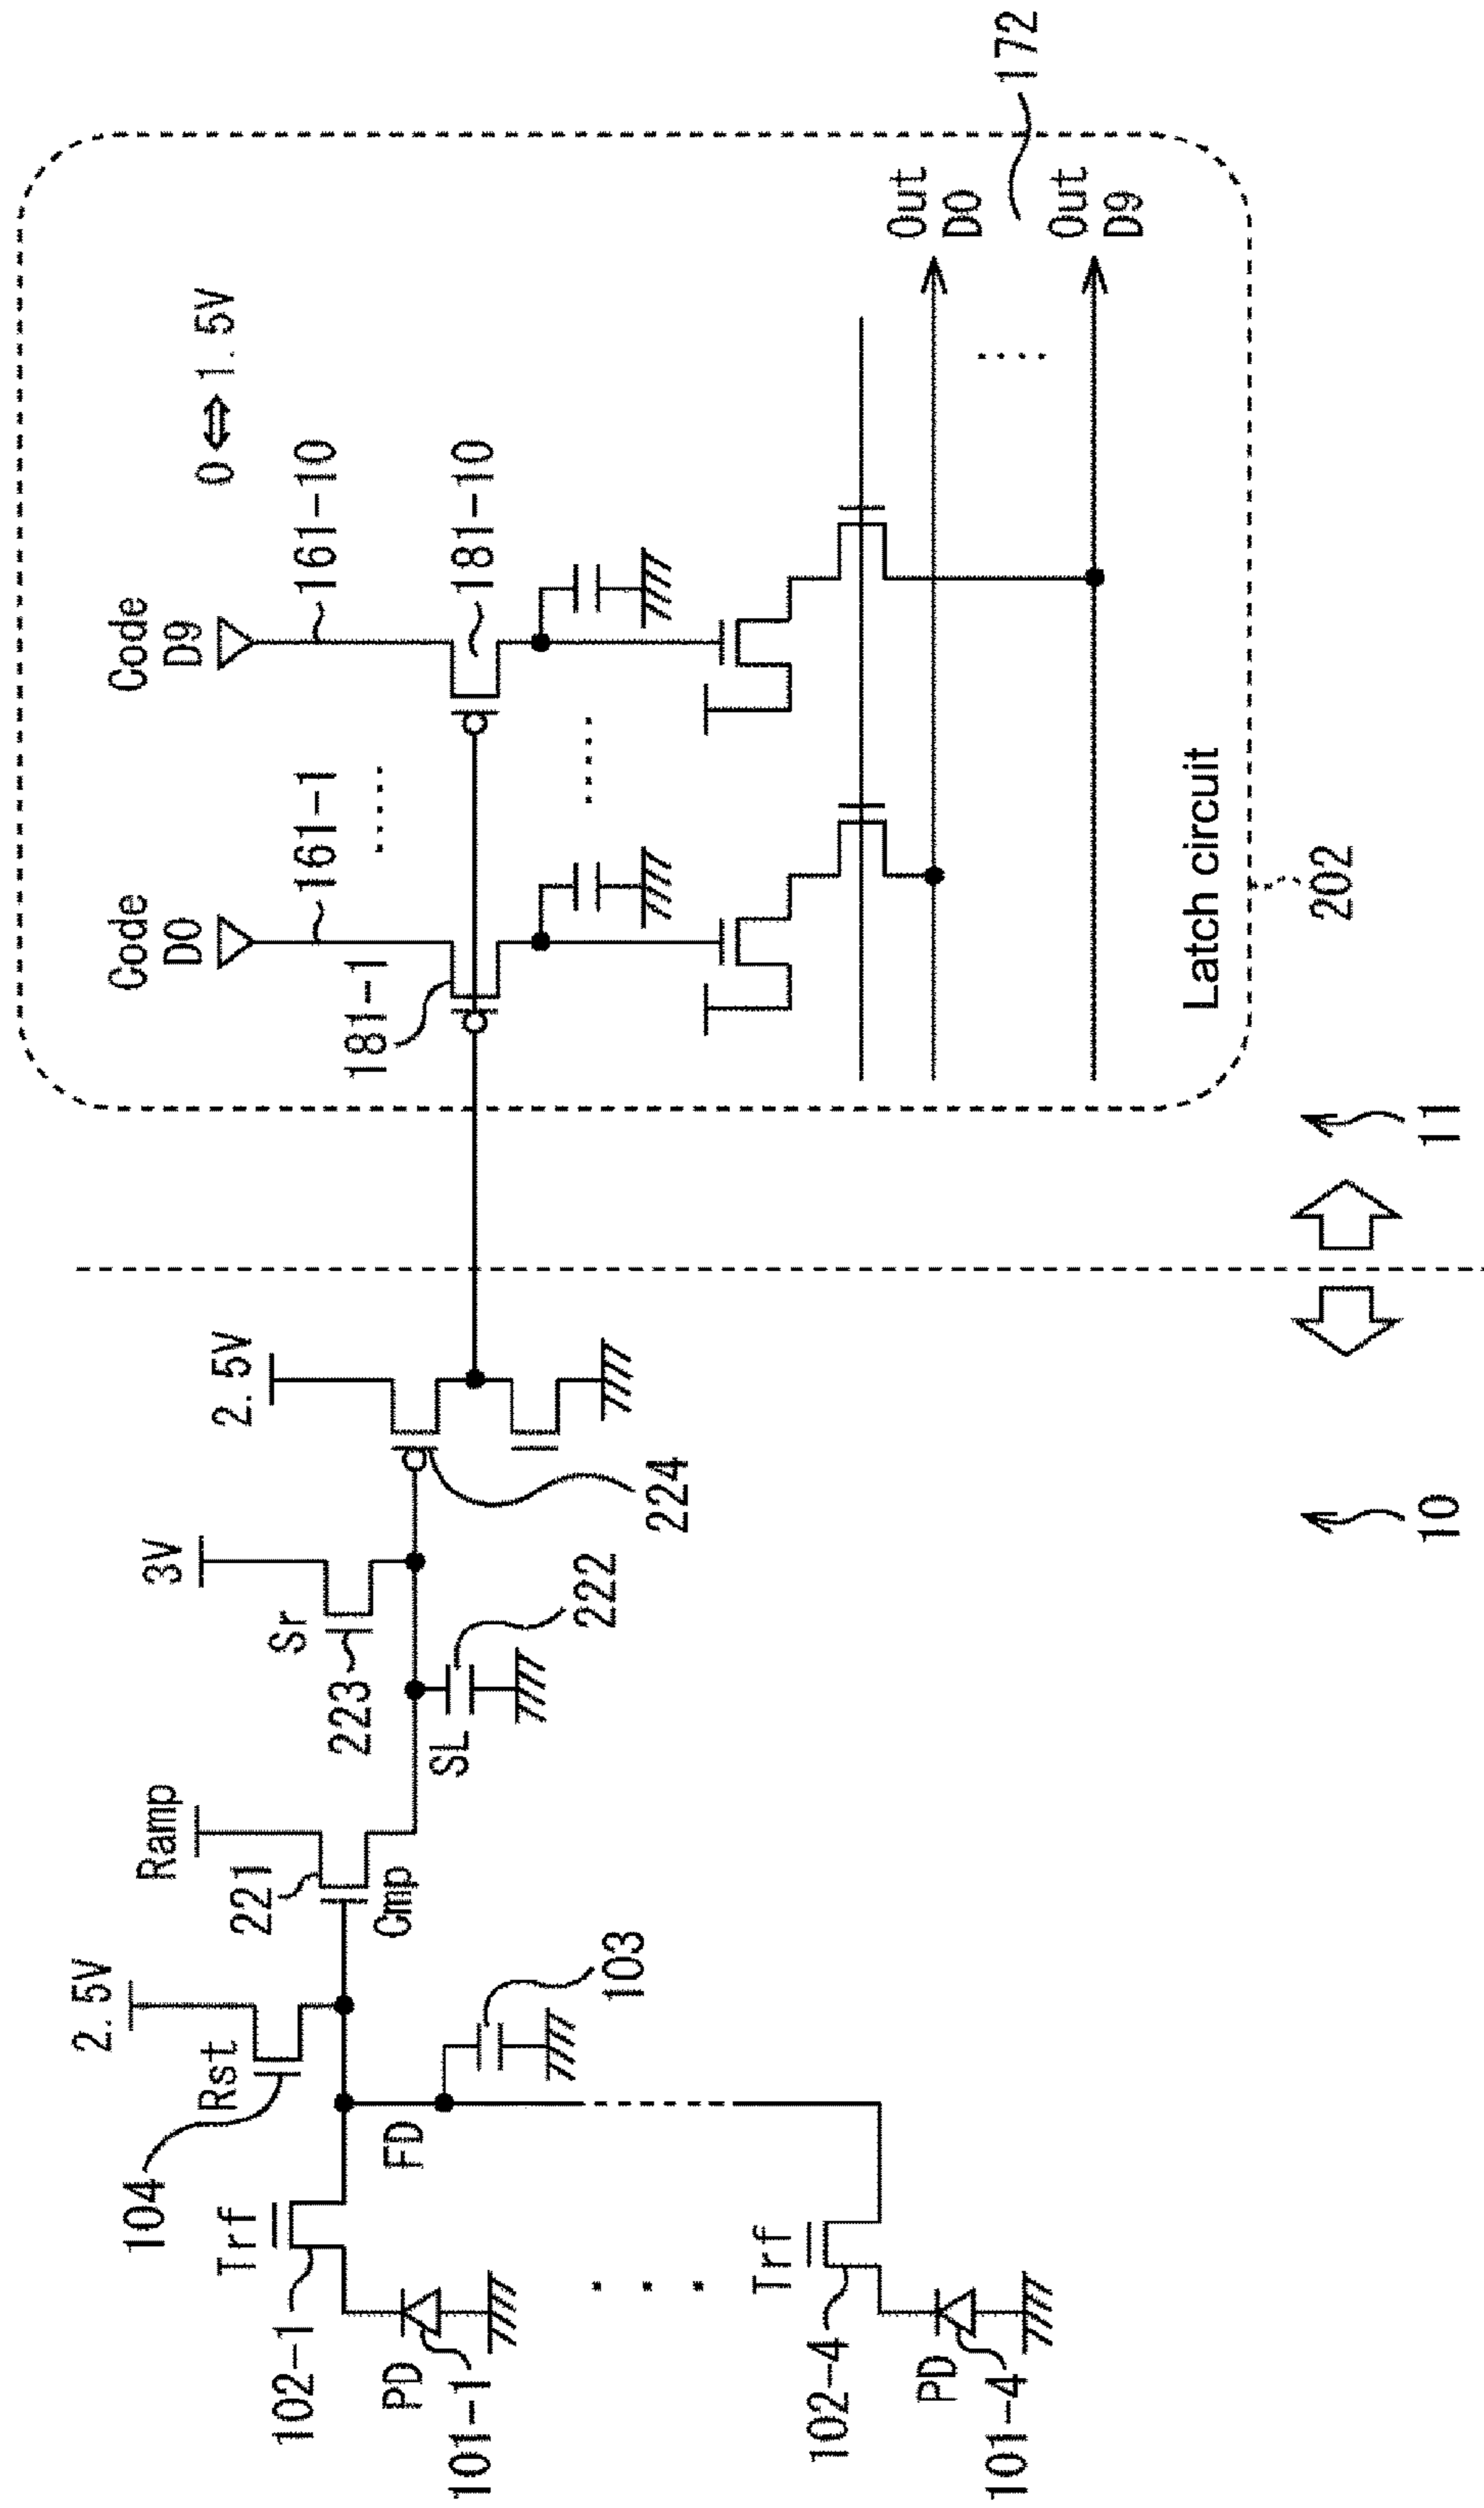 2.5V
Rst
104
Trf
102-1
PD
101-1
FD
103
Trf
102-4
PD
101-4
Ramp
221
Cmp
3V
Sr
223
SL
222
2.5V
224
10
11
Code
D0
161-1
181-1
Code
D9
161-10
181-10
0⇔1.5V
Out
D0
Out
D9
172
Latch circuit
202